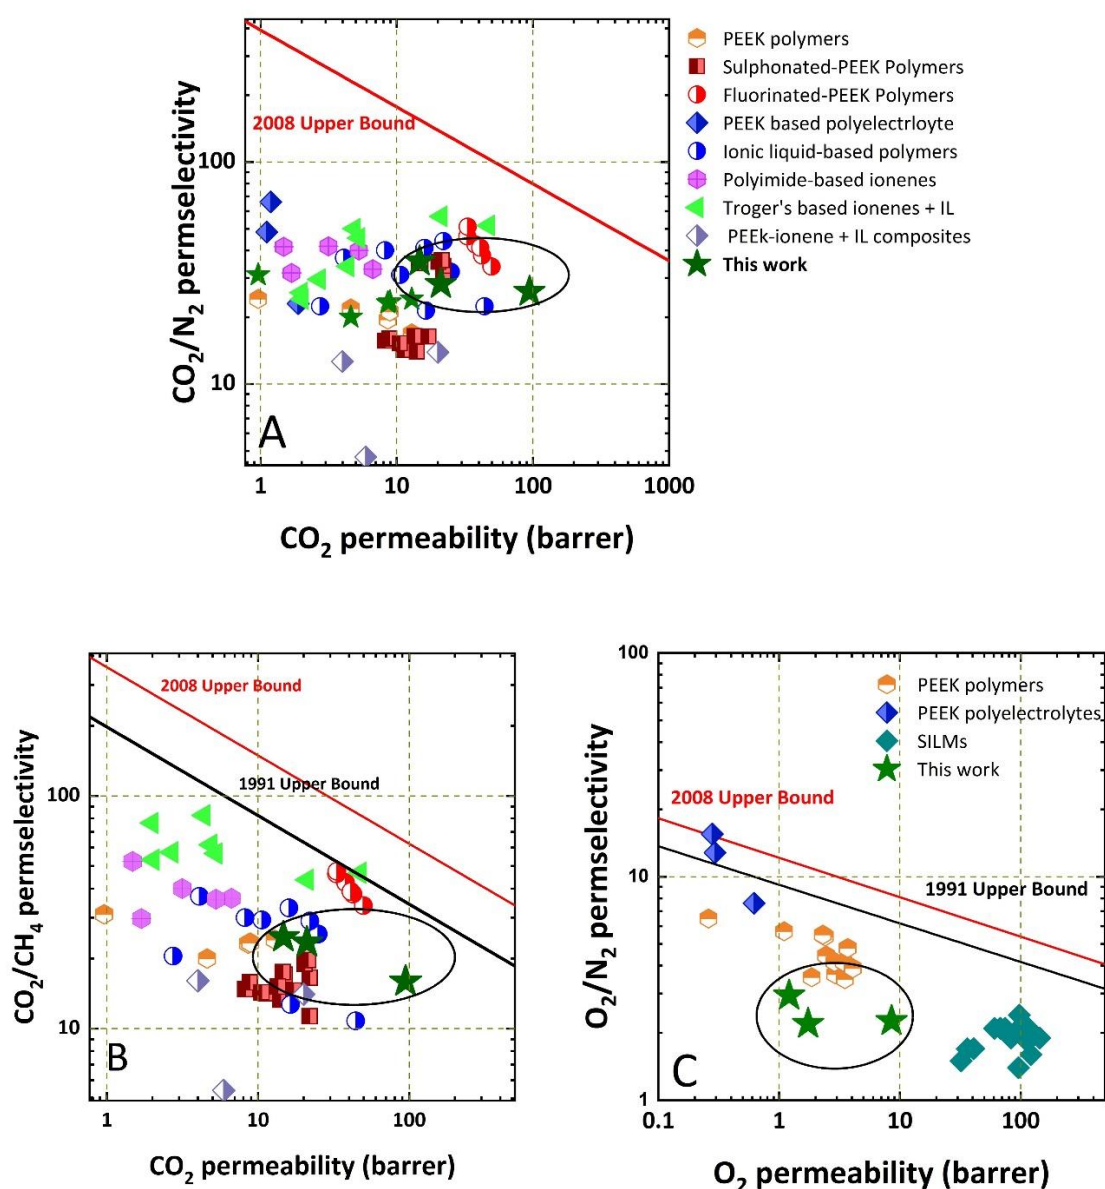 CO₂/N₂ permselectivity
100
10
2008 Upper Bound
A
1
10
100
1000
CO₂ permeability (barrer)
PEEK polymers
Sulphonated-PEEK Polymers
Fluorinated-PEEK Polymers
PEEK based polyelectrloyte
Ionic liquid-based polymers
Polyimide-based ionenes
Troger's based ionenes + IL
PEEk-ionene + IL composites
This work
CO₂/CH₄ permselectivity
100
10
2008 Upper Bound
1991 Upper Bound
B
1
10
100
CO₂ permeability (barrer)
O₂/N₂ permselectivity
100
10
1
PEEK polymers
PEEK polyelectrolytes
SILMs
This work
2008 Upper Bound
1991 Upper Bound
C
0.1
1
10
100
O₂ permeability (barrer)